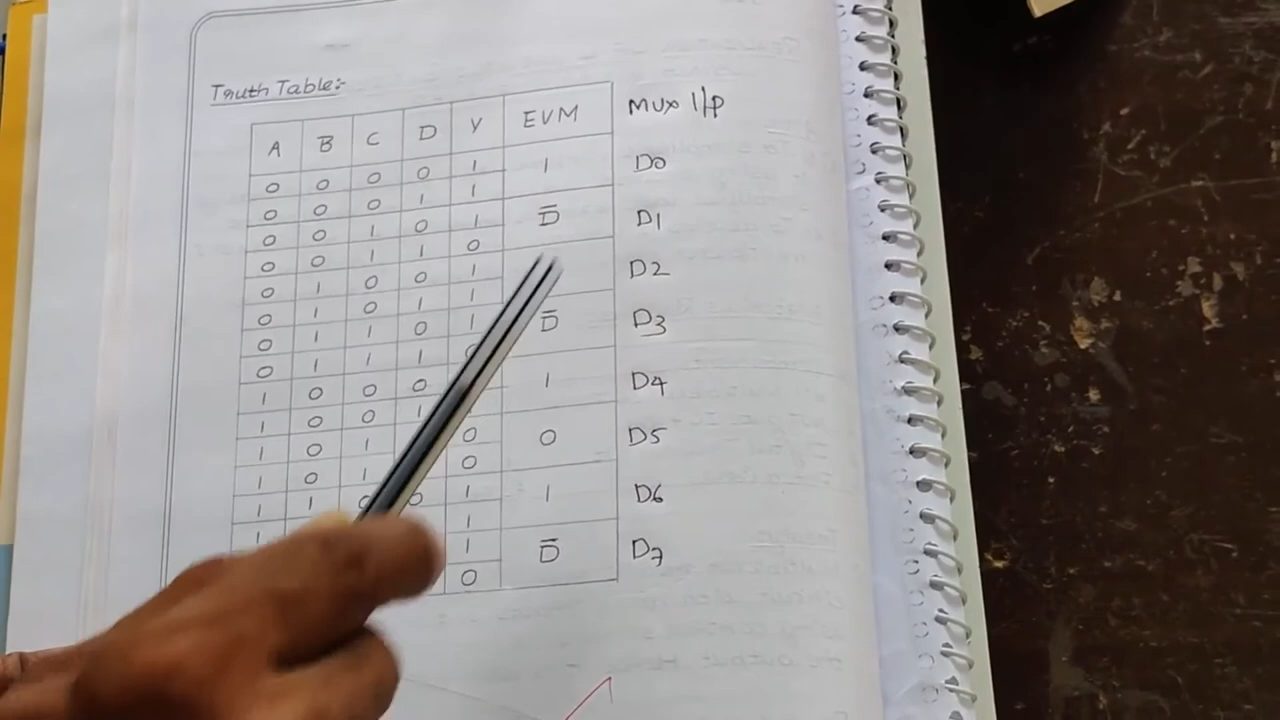 Truth Table:-
A B C D Y EVM MUX I/P
0 0 0 0 1 1 D0
0 0 0 1 1
0 0 1 0 1 D̅ D1
0 0 1 1 0
0 1 0 0 1 D2
0 1 0 1 1
0 1 1 0 1 D̅ D3
0 1 1 1
1 0 0 0 1 D4
1 0 0 1
1 0 1 0 0 D5
1 0 1 0
1 1 0 0 1 1 D6
1 1
1 D̅ D7
0